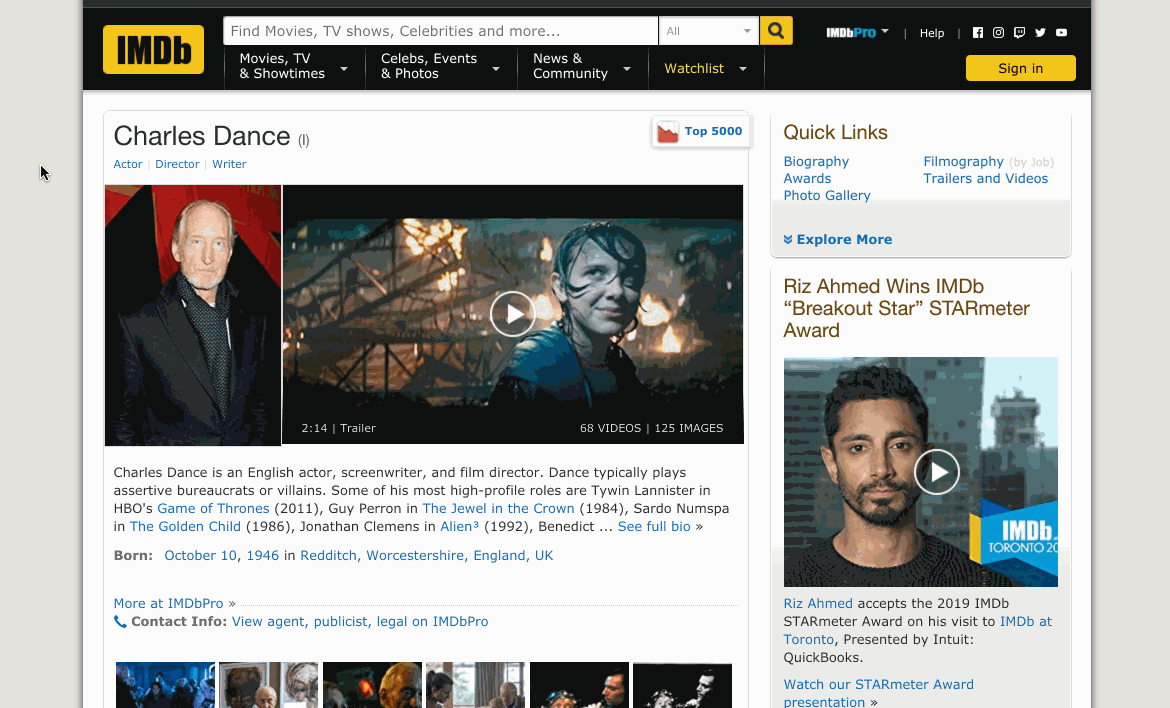 IMDb
Find Movies, TV shows, Celebrities and more...
All
IMDbPro
|
Help
|
Movies, TV
& Showtimes
Celebs, Events
& Photos
News &
Community
Watchlist
Sign in
Charles Dance (I)
Top 5000
Actor | Director | Writer
2:14 | Trailer
68 VIDEOS | 125 IMAGES
Charles Dance is an English actor, screenwriter, and film director. Dance typically plays
assertive bureaucrats or villains. Some of his most high-profile roles are Tywin Lannister in
HBO's Game of Thrones (2011), Guy Perron in The Jewel in the Crown (1984), Sardo Numspa
in The Golden Child (1986), Jonathan Clemens in Alien³ (1992), Benedict ... See full bio »
Born: October 10, 1946 in Redditch, Worcestershire, England, UK
More at IMDbPro »
Contact Info: View agent, publicist, legal on IMDbPro
Quick Links
Biography
Awards
Photo Gallery
Filmography (by Job)
Trailers and Videos
Explore More
Riz Ahmed Wins IMDb
“Breakout Star” STARmeter
Award
IMDb
TORONTO 20
Riz Ahmed accepts the 2019 IMDb
STARmeter Award on his visit to IMDb at
Toronto, Presented by Intuit:
QuickBooks.
Watch our STARmeter Award
presentation »